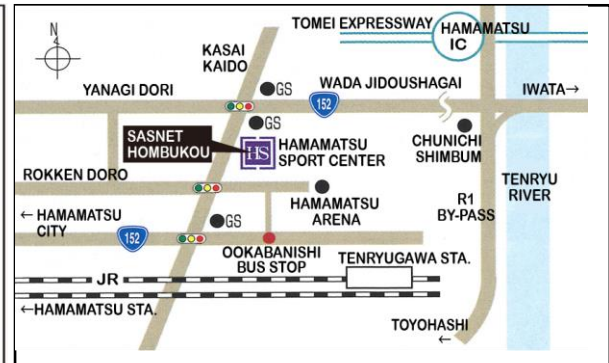 TOMEI EXPRESSWAY
HAMAMATSU
IC
N
KASAI
KAIDO
YANAGI DORI
GS
152
WADA JIDOUSHAGAI
IWATA→
GS
SASNET
HOMBUKOU
HS
HAMAMATSU
SPORT CENTER
CHUNICHI
SHIMBUM
ROKKEN DORO
TENRYU
RIVER
HAMAMATSU
ARENA
R1
BY-PASS
← HAMAMATSU
CITY
152
GS
OOKABANISHI
BUS STOP
TENRYUGAWA STA.
JR
←HAMAMATSU STA.
TOYOHASHI
←